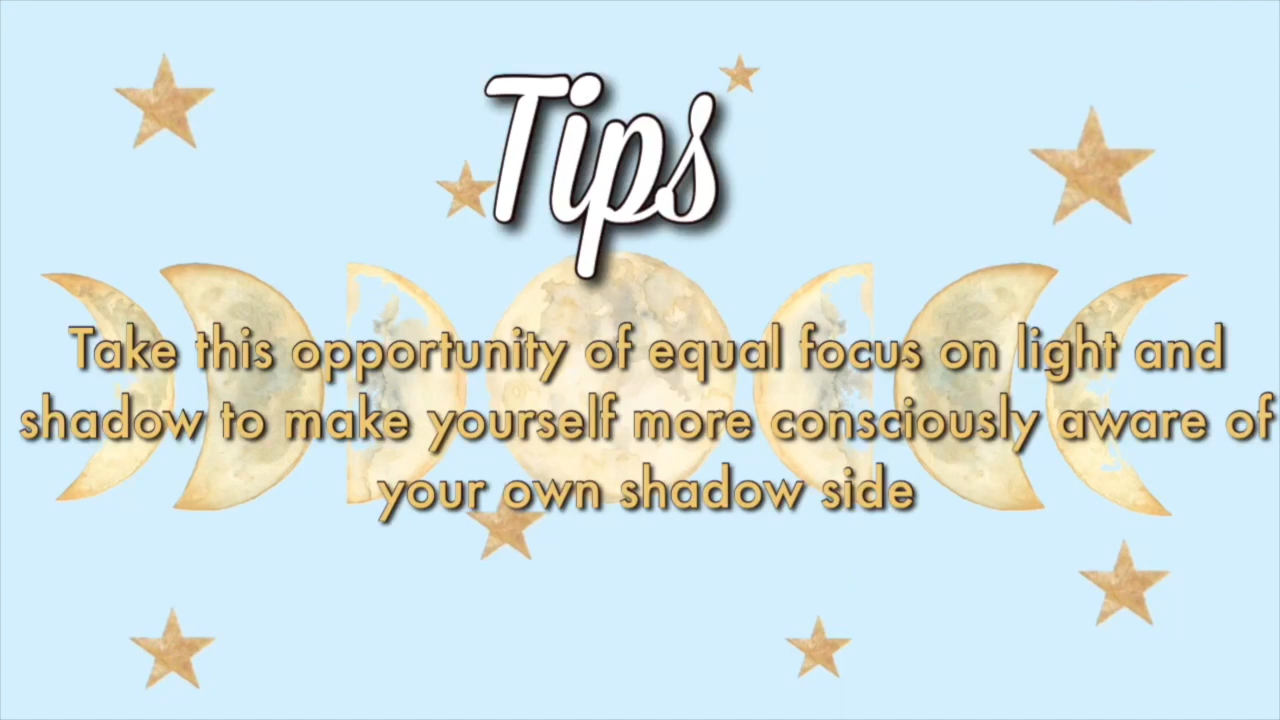 Tips
Take this opportunity of equal focus on light and
shadow to make yourself more consciously aware of
your own shadow side